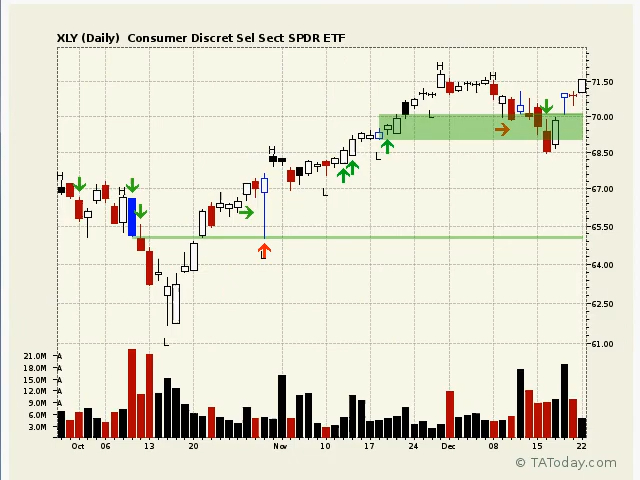 XLY (Daily) Consumer Discret Sel Sect SPDR ETF
H H H H H
L L L L L
71.50
70.00
68.50
67.00
65.50
64.00
62.50
61.00
21.0M A
18.0M A
15.0M A
12.0M A
9.0M A
6.0M
3.0M
Oct 06 13 20 Nov 10 17 24 Dec 08 15 22
© TAToday.com